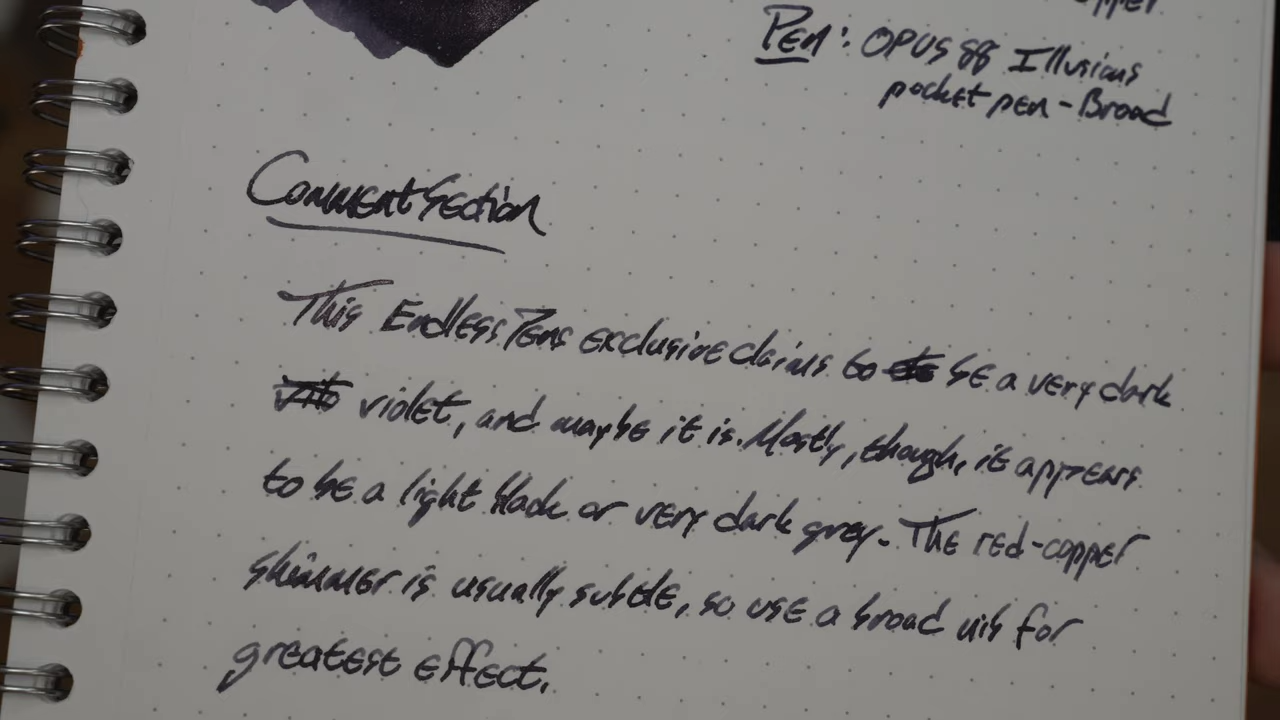 Pen: OPUS 88 Illusions
pocket pen - Broad
Comment Section
This Endless Pens exclusive claims to be a very dark
violet, and maybe it is. Mostly, though, it appears
to be a light black or very dark grey. The red-copper
shimmer is usually subtle, so use a broad nib for
greatest effect.